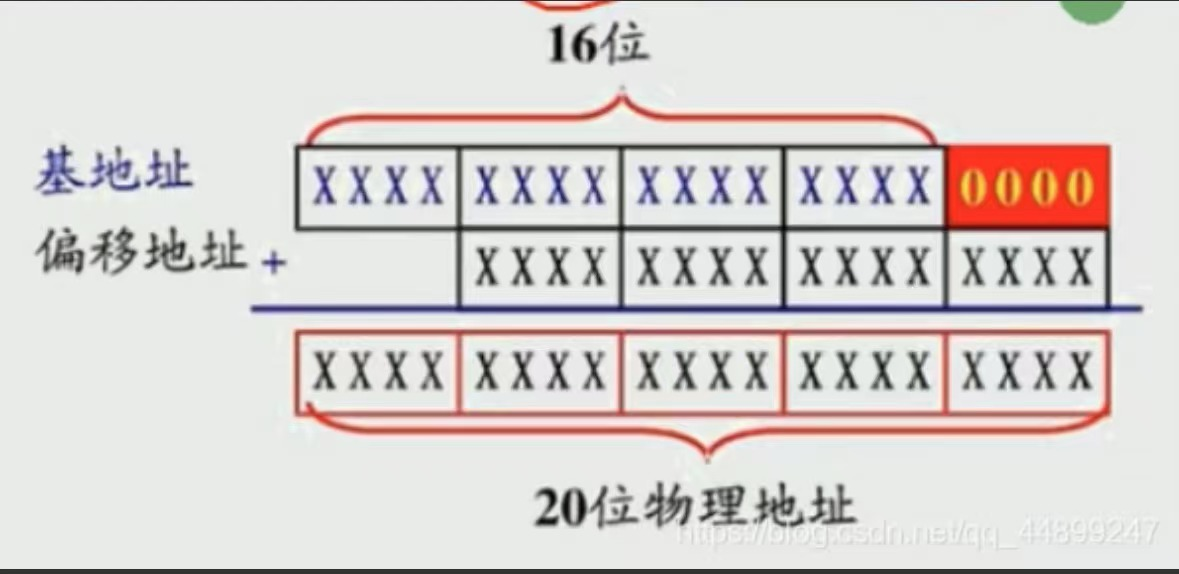 16位
基地址 XXXX XXXX XXXX XXXX 0000
偏移地址 + XXXX XXXX XXXX XXXX
XXXX XXXX XXXX XXXX XXXX
20位物理地址
https://blog.csdn.net/qq_44899247